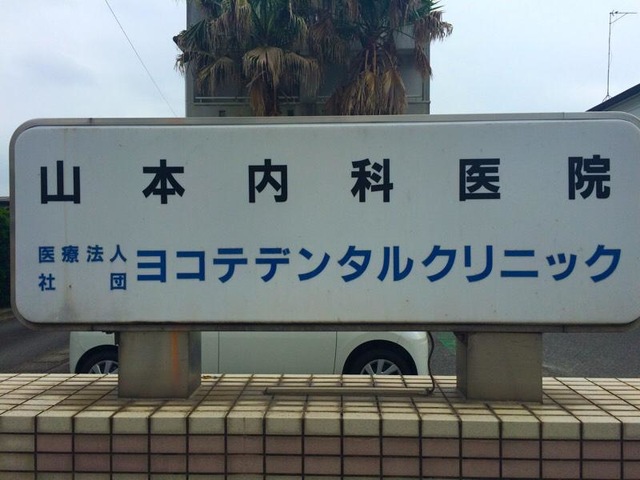 山本内科医院
医療法人社団 ヨコテデンタルクリニック